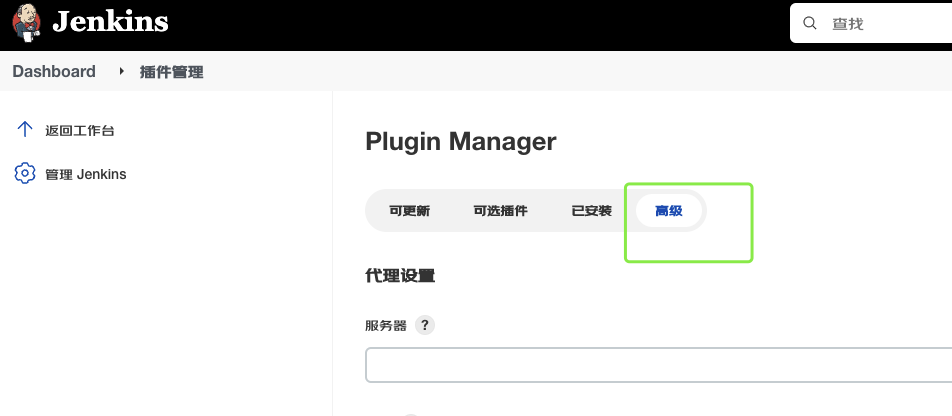 Jenkins
查找
Dashboard 插件管理
返回工作台
管理 Jenkins
Plugin Manager
可更新 可选插件 已安装 高级
代理设置
服务器 ?